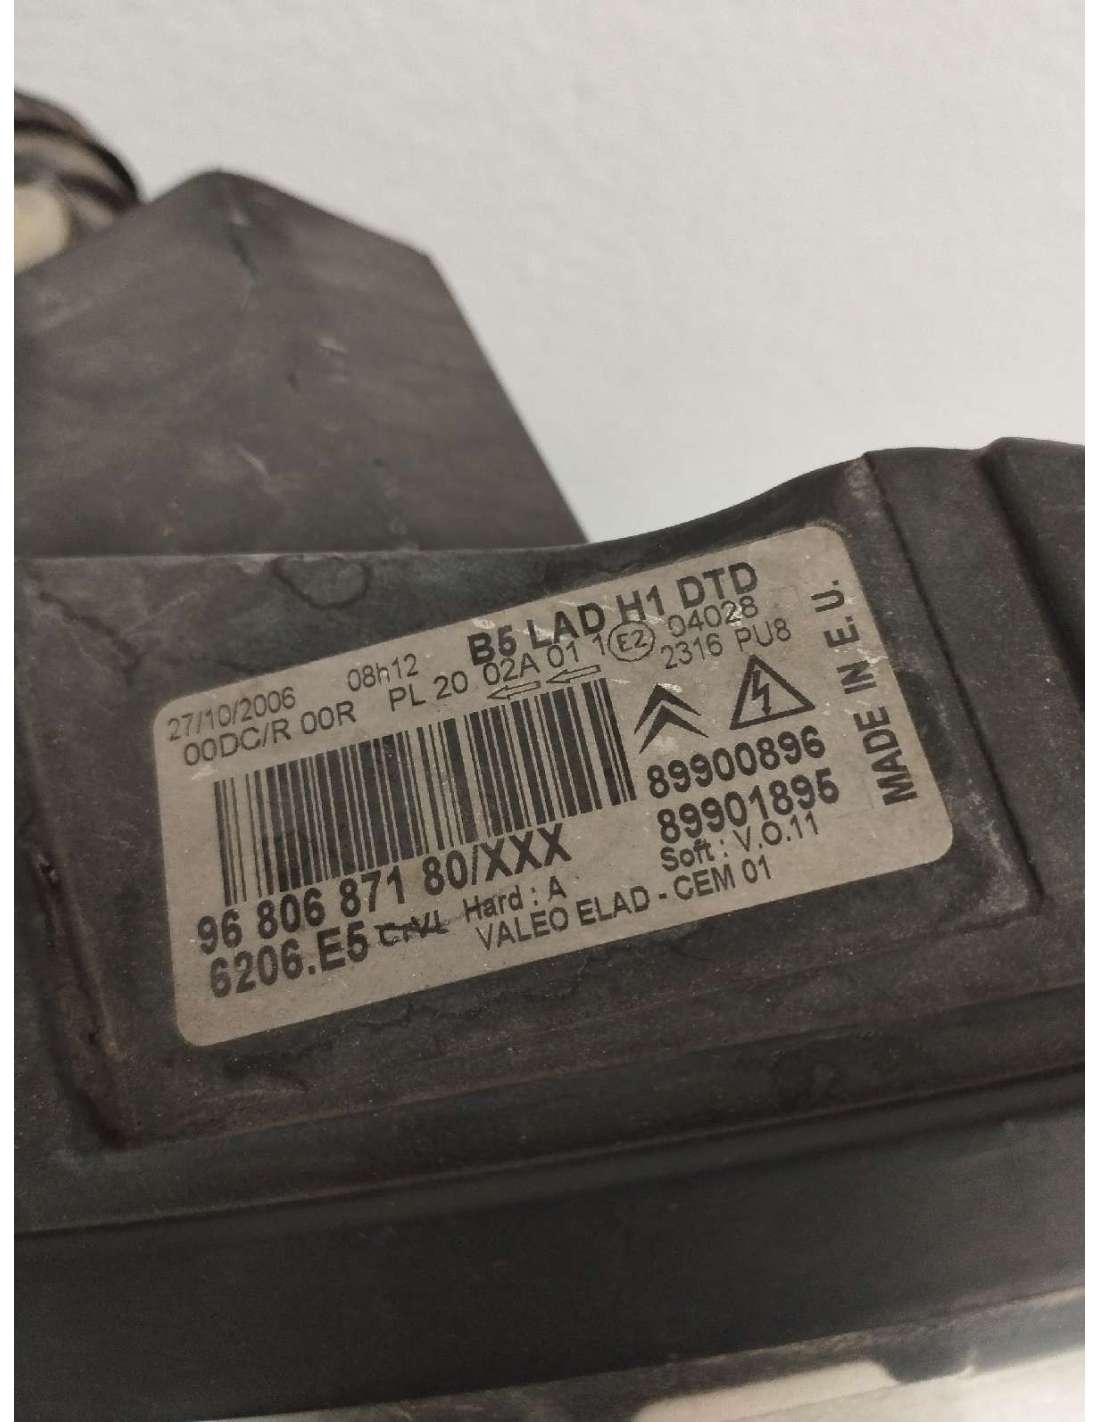 B5 LAD H1 DTD
27/10/2006 08h12
00DC/R 00R PL 20 02A 01 1 E2 04028
2316 PU8
MADE IN E.U.
89900896
89901895
96 806 871 80/XXX
Soft : V.O.11
6206.E5 CrVL Hard : A
VALEO ELAD - CEM 01